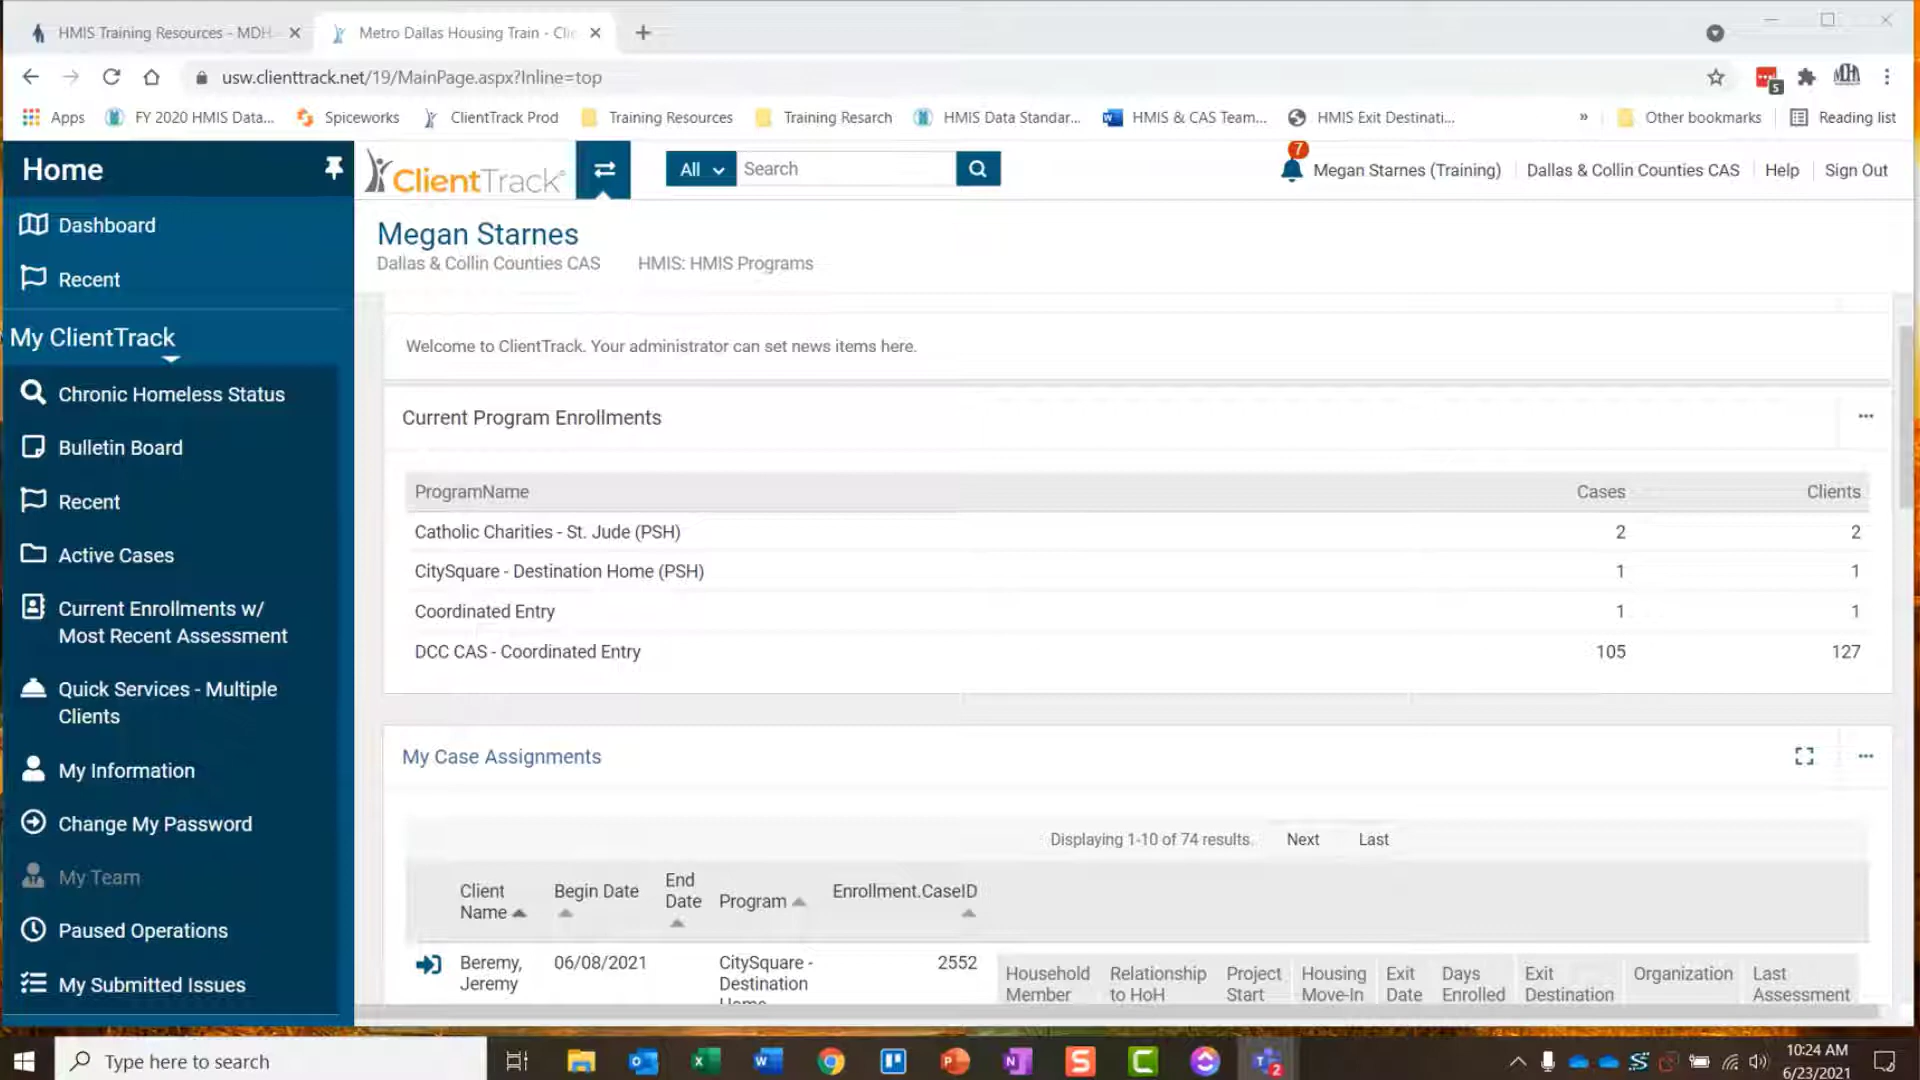 HMIS Training Resources - MDH
Metro Dallas Housing Train - Clie
usw.clienttrack.net/19/MainPage.aspx?Inline=top
5
Apps
FY 2020 HMIS Data...
Spiceworks
ClientTrack Prod
Training Resources
Training Resarch
HMIS Data Standar...
HMIS & CAS Team...
HMIS Exit Destinati...
»
Other bookmarks
Reading list
Home
ClientTrack
All
Search
7
Megan Starnes (Training)
Dallas & Collin Counties CAS
Help
Sign Out
Dashboard
Recent
My ClientTrack
Chronic Homeless Status
Bulletin Board
Recent
Active Cases
Current Enrollments w/
Most Recent Assessment
Quick Services - Multiple
Clients
My Information
Change My Password
My Team
Paused Operations
My Submitted Issues
Megan Starnes
Dallas & Collin Counties CAS
HMIS: HMIS Programs
Welcome to ClientTrack. Your administrator can set news items here.
Current Program Enrollments
ProgramName Cases Clients
Catholic Charities - St. Jude (PSH) 2 2
CitySquare - Destination Home (PSH) 1 1
Coordinated Entry 1 1
DCC CAS - Coordinated Entry 105 127
My Case Assignments
Displaying 1-10 of 74 results. Next Last
Client
Name
Begin Date
End
Date
Program
Enrollment.CaseID
Beremy,
Jeremy
06/08/2021
CitySquare -
Destination
Home
2552
Household
Member
Relationship
to HoH
Project
Start
Housing
Move-In
Exit
Date
Days
Enrolled
Exit
Destination
Organization
Last
Assessment
Type here to search
2
10:24 AM
6/23/2021